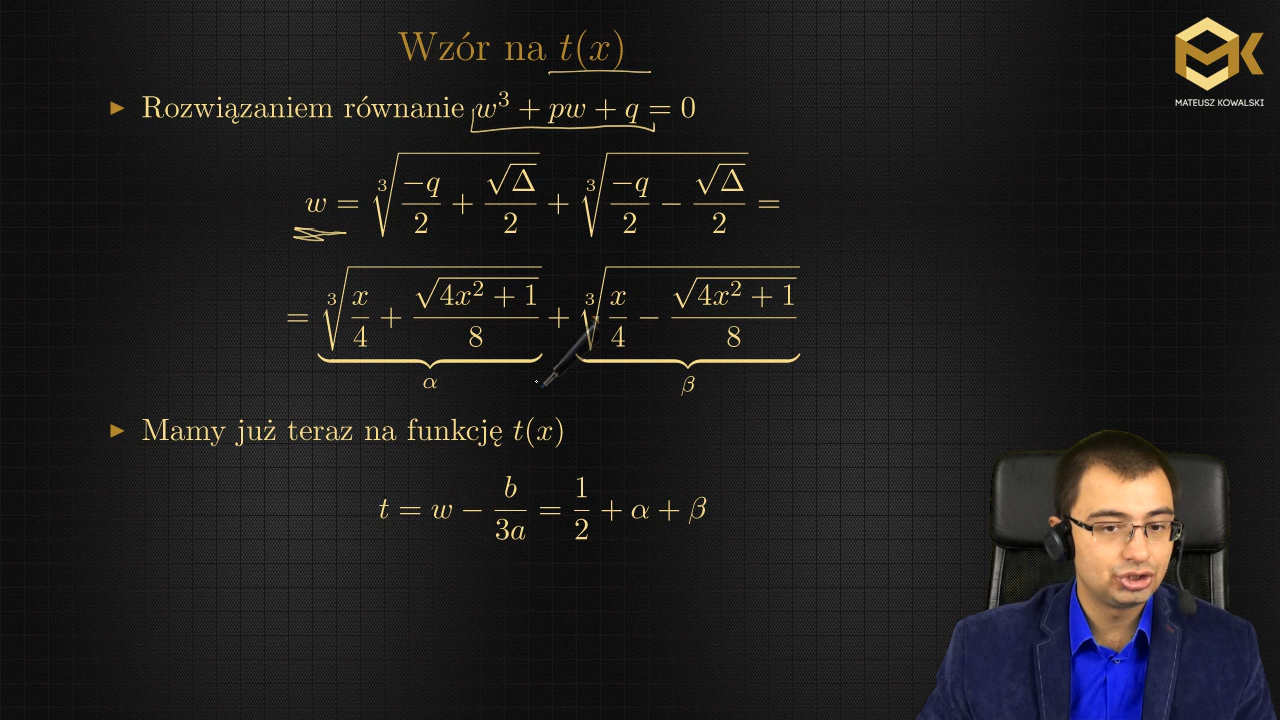 Wzór na t(x)
MATEUSZ KOWALSKI
► Rozwiązaniem równanie w³ + pw + q = 0
w = ∛(−q/2 + √Δ/2) + ∛(−q/2 − √Δ/2) =
= ∛(x/4 + √(4x² + 1)/8) + ∛(x/4 − √(4x² + 1)/8)
α β
► Mamy już teraz na funkcję t(x)
t = w − b/3a = 1/2 + α + β